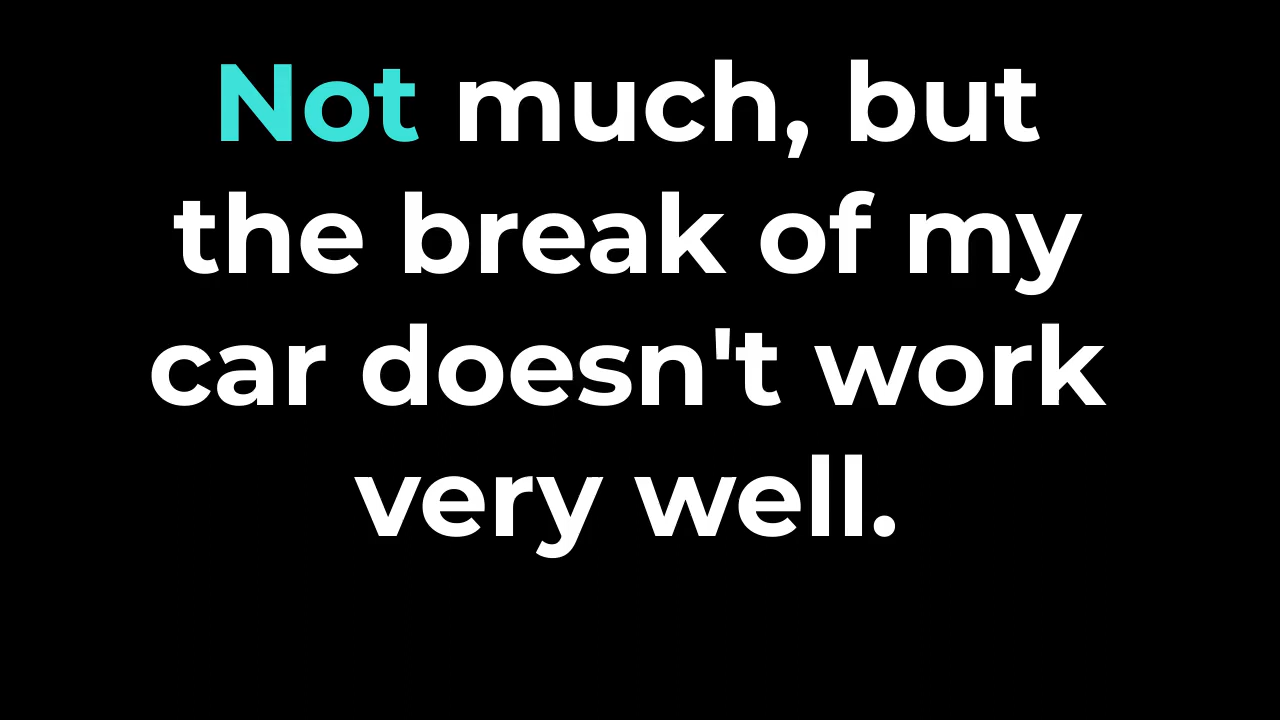 Not much, but
the break of my
car doesn't work
very well.